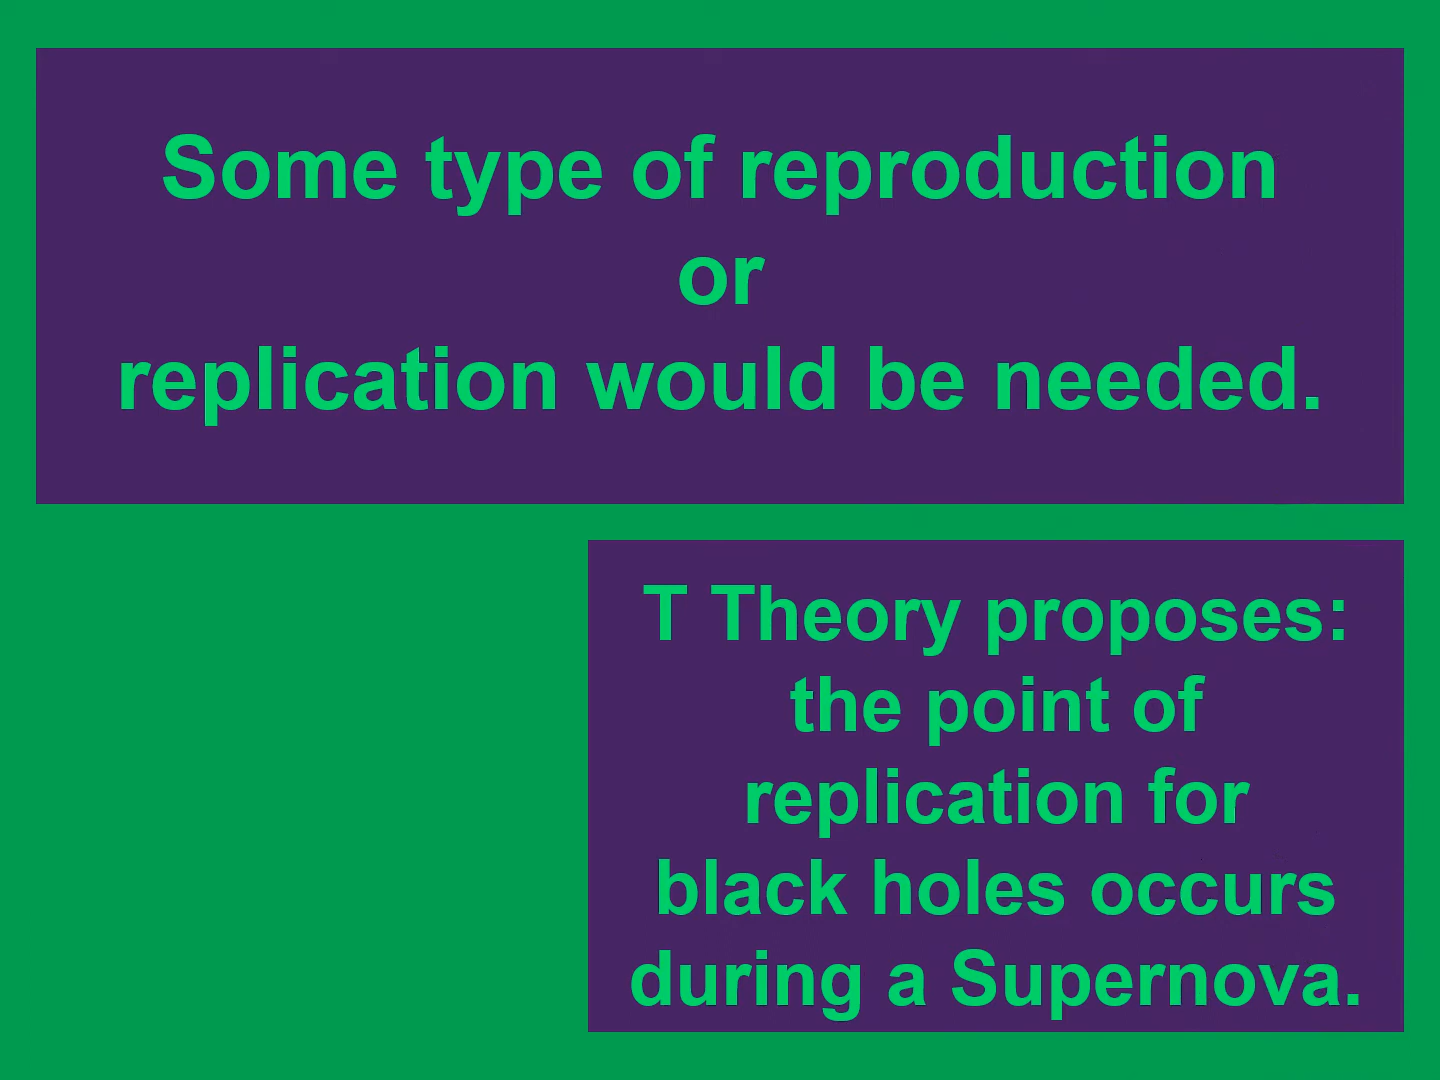 Some type of reproduction
or
replication would be needed.
T Theory proposes:
the point of
replication for
black holes occurs
during a Supernova.